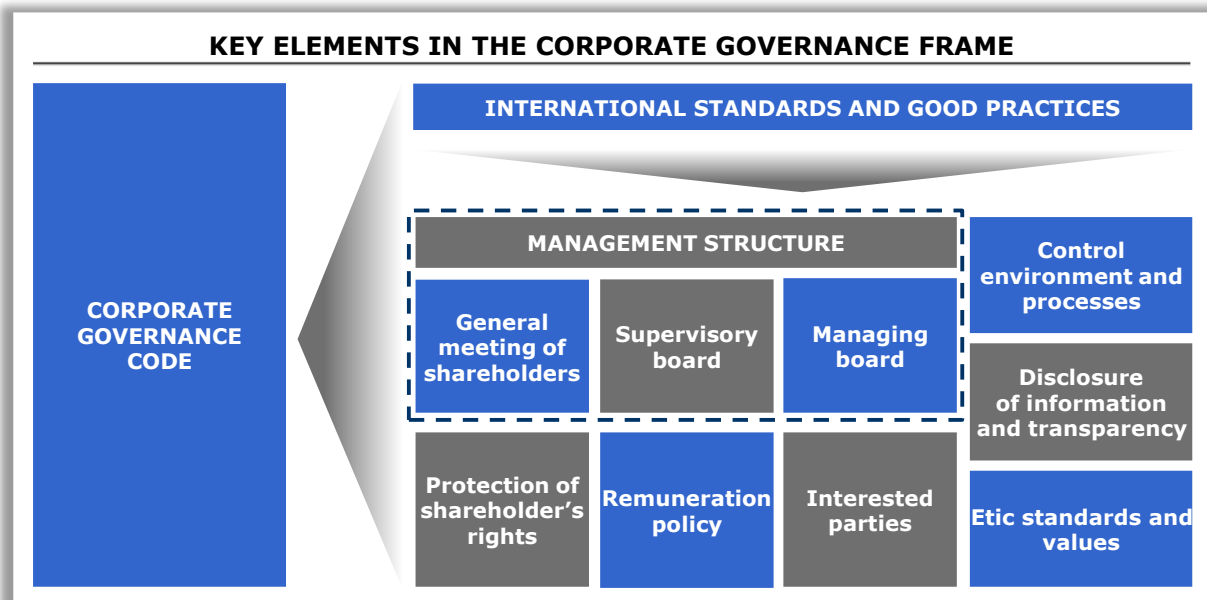 KEY ELEMENTS IN THE CORPORATE GOVERNANCE FRAME
CORPORATE
GOVERNANCE
CODE
INTERNATIONAL STANDARDS AND GOOD PRACTICES
MANAGEMENT STRUCTURE
General
meeting of
shareholders
Supervisory
board
Managing
board
Control
environment and
processes
Disclosure
of information
and transparency
Protection of
shareholder’s
rights
Remuneration
policy
Interested
parties
Etic standards and
values